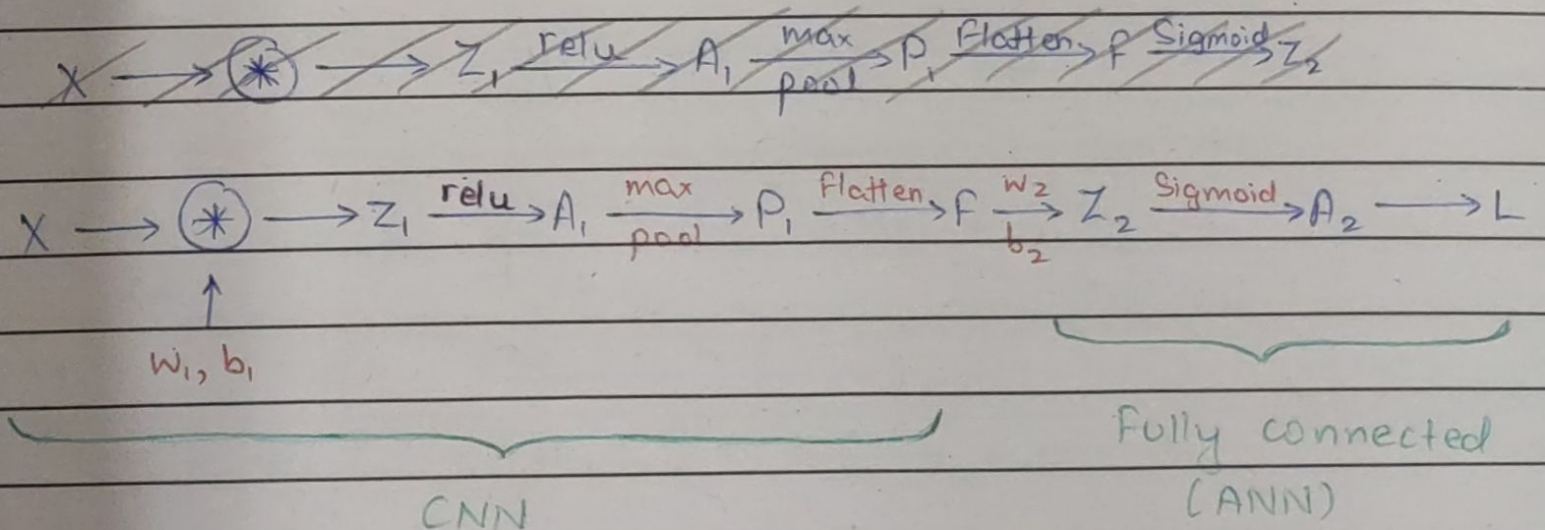 X → * → Z₁ relu → A₁ max pool → P₁ Flatten → F Sigmoid → Z₂
X → * → Z₁ relu → A₁ max pool → P₁ Flatten → F W₂ b₂ → Z₂ Sigmoid → A₂ → L
W₁, b₁
Fully connected
(ANN)
CNN